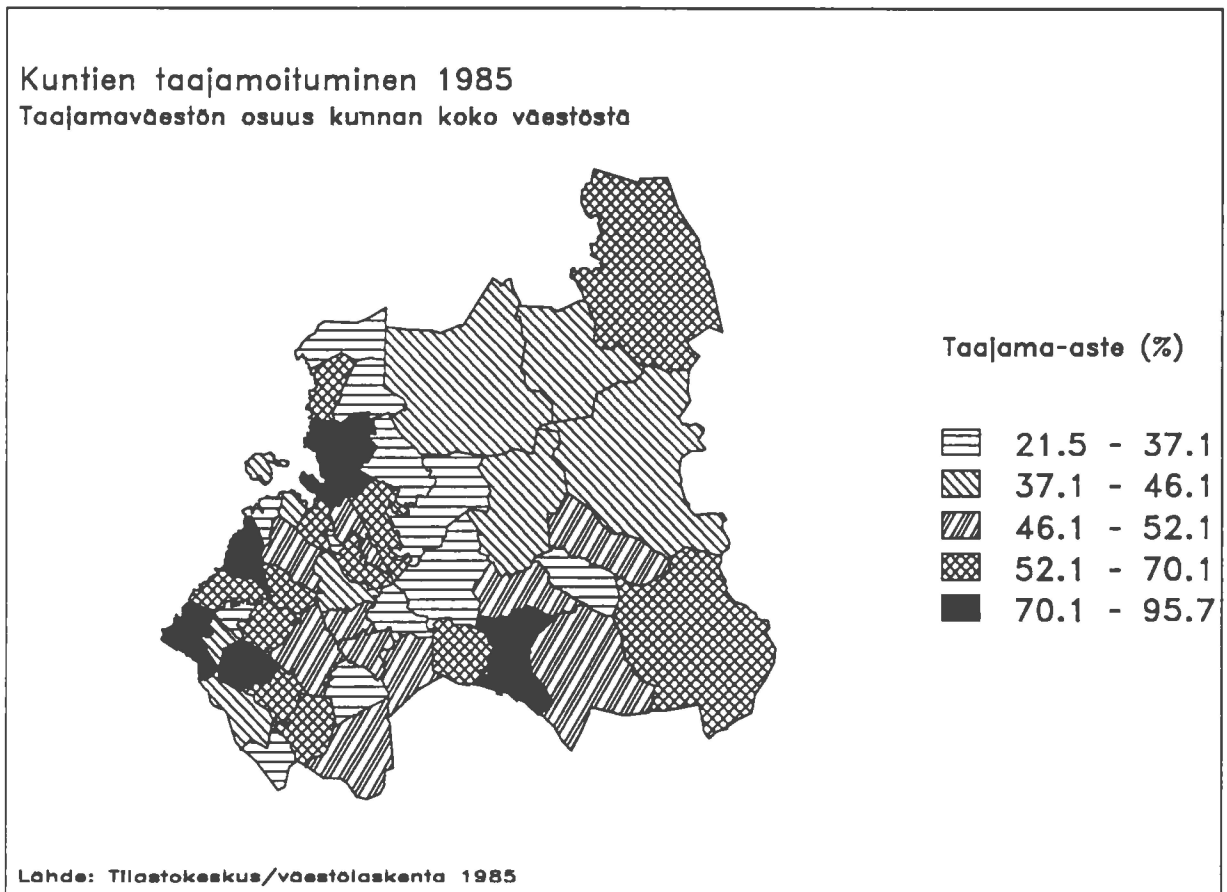 Kuntien taajamoituminen 1985
Taajamaväestön osuus kunnan koko väestöstä
Taajama-aste (%)
21.5 - 37.1
37.1 - 46.1
46.1 - 52.1
52.1 - 70.1
70.1 - 95.7
Lähde: Tilastokeskus/väestölaskenta 1985